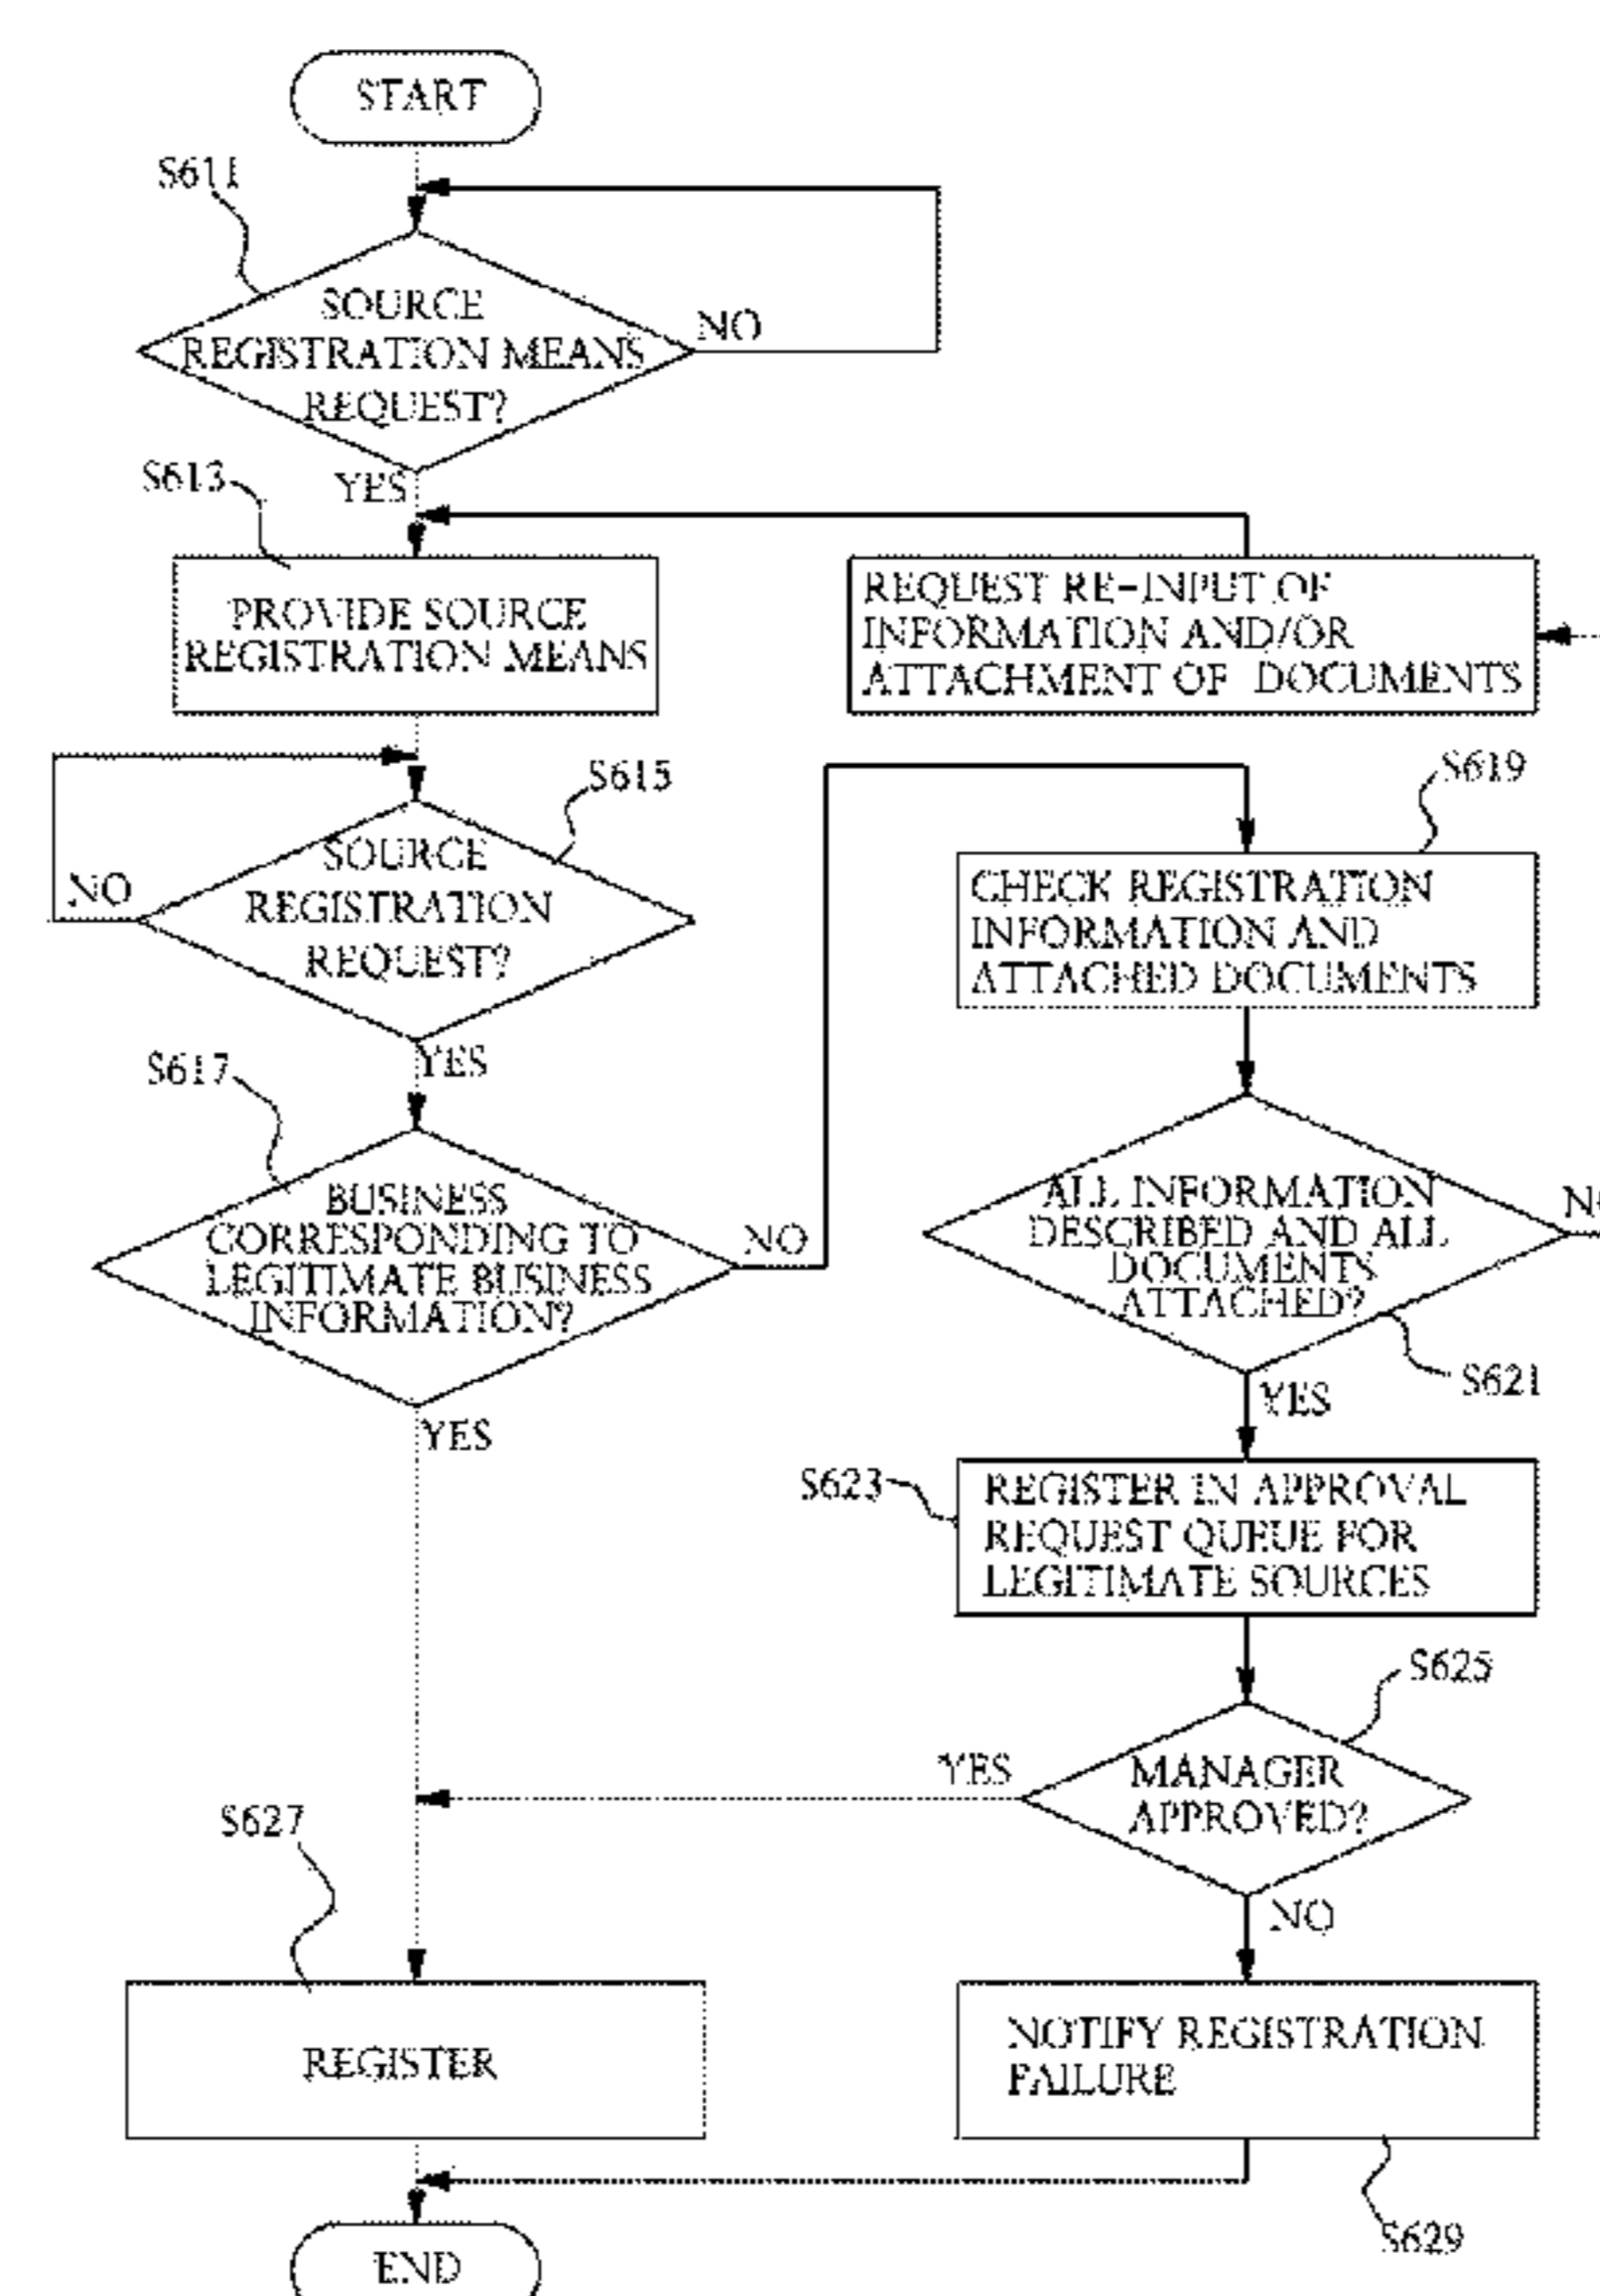 START
S611
SOURCE
REGISTRATION MEANS
REQUEST?
NO
YES
S613
PROVIDE SOURCE
REGISTRATION MEANS
REQUEST RE-INPUT OF
INFORMATION AND/OR
ATTACHMENT OF DOCUMENTS
S615
SOURCE
REGISTRATION
REQUEST?
NO
YES
S619
CHECK REGISTRATION
INFORMATION AND
ATTACHED DOCUMENTS
S617
BUSINESS
CORRESPONDING TO
LEGITIMATE BUSINESS
INFORMATION?
NO
YES
ALL INFORMATION
DESCRIBED AND ALL
DOCUMENTS
ATTACHED?
NO
S621
YES
S623
REGISTER IN APPROVAL
REQUEST QUEUE FOR
LEGITIMATE SOURCES
S625
MANAGER
APPROVED?
YES
NO
S627
REGISTER
NOTIFY REGISTRATION
FAILURE
S629
END